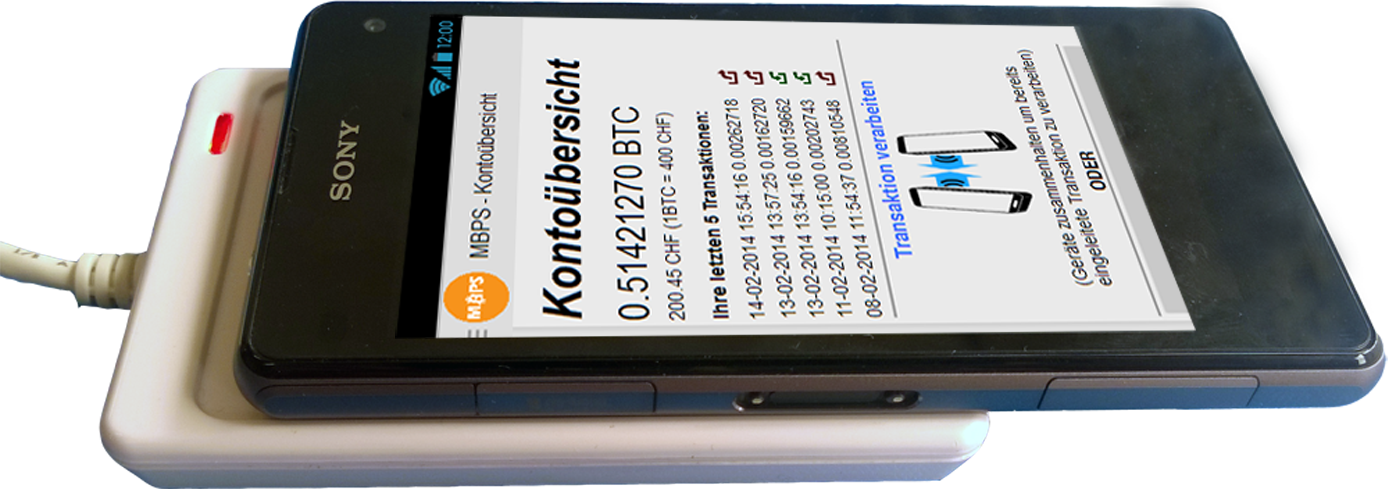 SONY
12:00
MBPS
MBPS - Kontoübersicht
Kontoübersicht
0.51421270 BTC
200.45 CHF (1BTC = 400 CHF)
Ihre letzten 5 Transaktionen:
14-02-2014 15:54:16 0.00262718
13-02-2014 13:57:25 0.00162720
13-02-2014 13:54:16 0.00159662
11-02-2014 10:15:00 0.00202743
08-02-2014 11:54:37 0.00810548
Transaktion verarbeiten
(Geräte zusammenhalten um bereits
eingeleitete Transaktion zu verarbeiten)
ODER